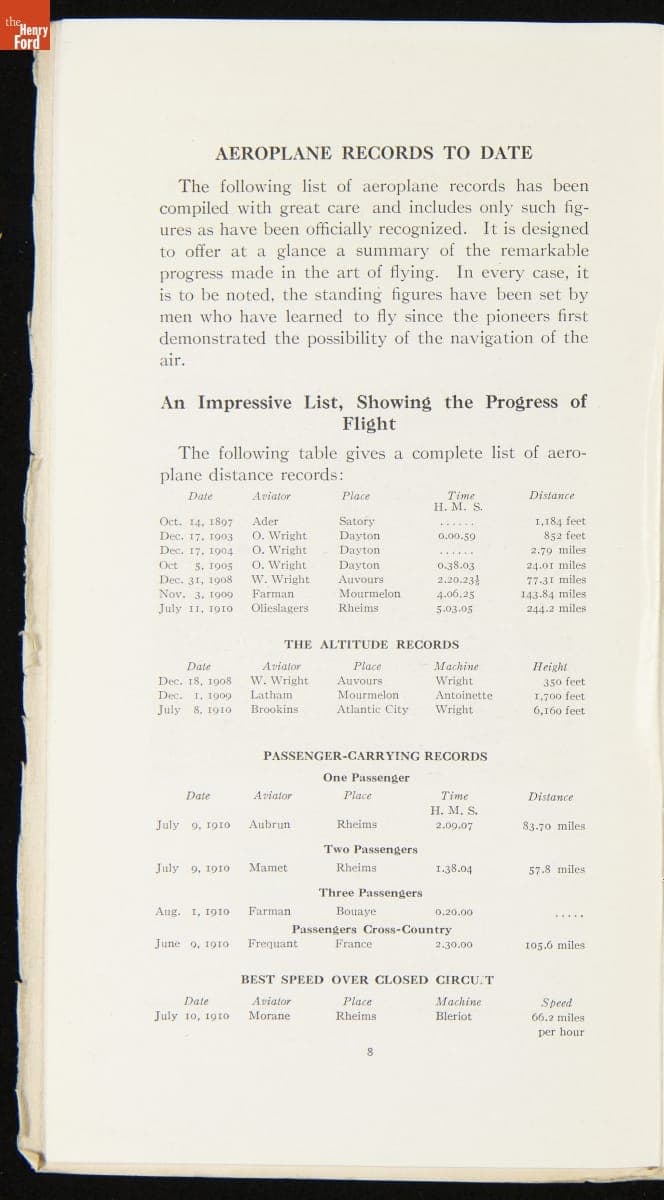 the
Henry
Ford
AEROPLANE RECORDS TO DATE
The following list of aeroplane records has been
compiled with great care and includes only such fig-
ures as have been officially recognized. It is designed
to offer at a glance a summary of the remarkable
progress made in the art of flying. In every case, it
is to be noted, the standing figures have been set by
men who have learned to fly since the pioneers first
demonstrated the possibility of the navigation of the
air.
An Impressive List, Showing the Progress of
Flight
The following table gives a complete list of aero-
plane distance records:
Date Aviator Place Time Distance
H. M. S.
Oct. 14, 1897 Ader Satory ...... 1,184 feet
Dec. 17, 1903 O. Wright Dayton 0.00.59 852 feet
Dec. 17, 1904 O. Wright Dayton ...... 2.79 miles
Oct 5, 1905 O. Wright Dayton 0.38.03 24.01 miles
Dec. 31, 1908 W. Wright Auvours 2.20.23⅕ 77.31 miles
Nov. 3, 1909 Farman Mourmelon 4.06.25 143.84 miles
July 11, 1910 Olieslagers Rheims 5.03.05 244.2 miles
THE ALTITUDE RECORDS
Date Aviator Place Machine Height
Dec. 18, 1908 W. Wright Auvours Wright 350 feet
Dec. 1, 1909 Latham Mourmelon Antoinette 1,700 feet
July 8, 1910 Brookins Atlantic City Wright 6,160 feet
PASSENGER-CARRYING RECORDS
One Passenger
Date Aviator Place Time Distance
H. M. S.
July 9, 1910 Aubrun Rheims 2.09.07 83.70 miles
Two Passengers
July 9, 1910 Mamet Rheims 1.38.04 57.8 miles
Three Passengers
Aug. 1, 1910 Farman Bouaye 0.20.00 .....
Passengers Cross-Country
June 9, 1910 Frequant France 2.30.00 105.6 miles
BEST SPEED OVER CLOSED CIRCUIT
Date Aviator Place Machine Speed
July 10, 1910 Morane Rheims Bleriot 66.2 miles
per hour
8